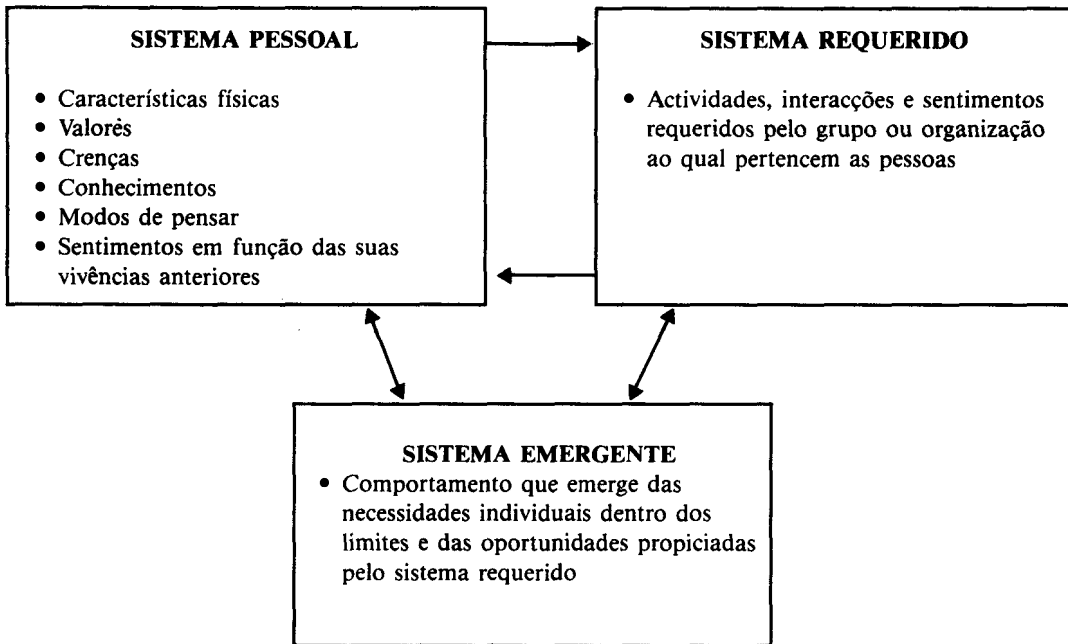 SISTEMA PESSOAL
• Características físicas
• Valorės
• Crenças
• Conhecimentos
• Modos de pensar
• Sentimentos em função das suas
vivências anteriores
SISTEMA REQUERIDO
• Actividades, interacções e sentimentos
requeridos pelo grupo ou organização
ao qual pertencem as pessoas
SISTEMA EMERGENTE
• Comportamento que emerge das
necessidades individuais dentro dos
limites e das oportunidades propiciadas
pelo sistema requerido